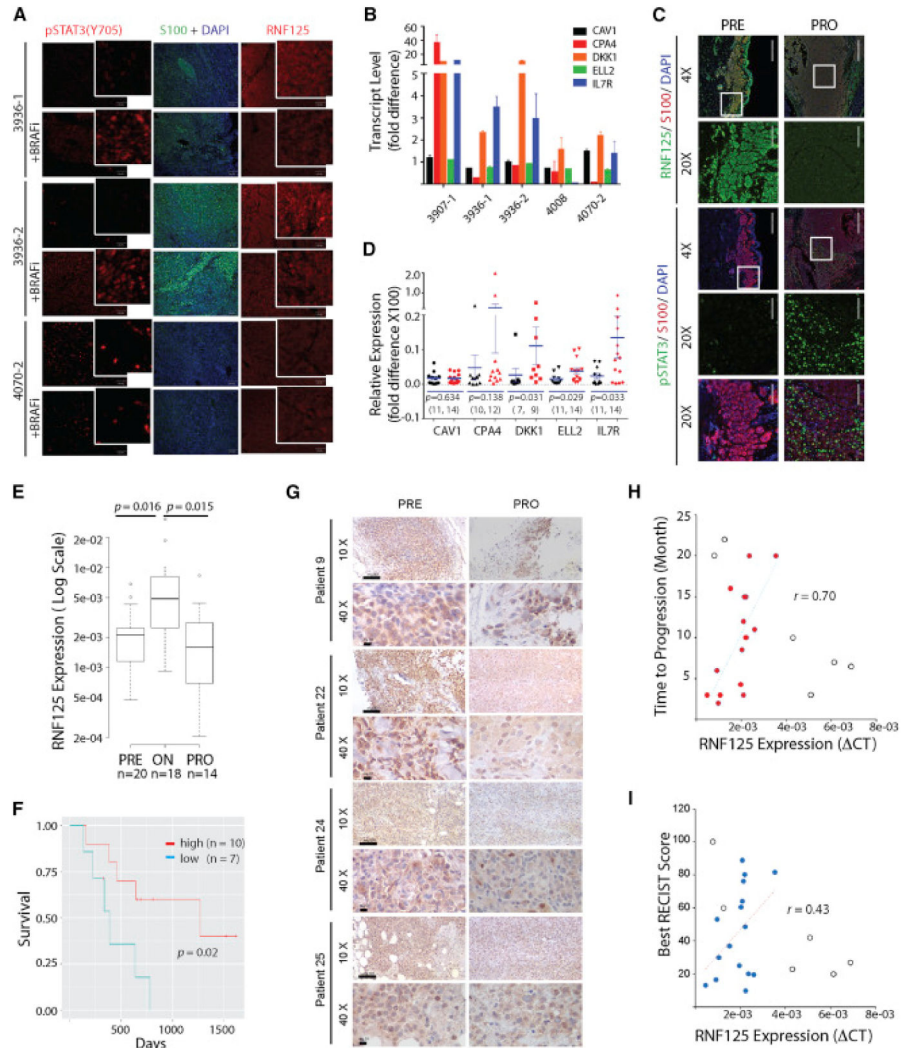 A
pSTAT3(Y705)
S100 + DAPI
RNF125
3936-1
+BRAFi
3936-2
+BRAFi
4070-2
+BRAFi
B
Transcript Level
(fold difference)
40
20
10
5
4
3
2
1
CAV1
CPA4
DKK1
ELL2
IL7R
3907-1
3936-1
3936-2
4008
4070-2
C
PRE
PRO
RNF125/ S100/ DAPI
4X
20X
pSTAT3/ S100/ DAPI
4X
20X
20X
D
Relative Expression
(fold difference X100)
2.0
1.5
1.0
0.5
0.2
0.1
0.0
-0.1
p=0.634
p=0.138
p=0.031
p=0.029
p=0.033
(11, 14)
(10, 12)
( 7, 9)
(11, 14)
(11, 14)
CAV1
CPA4
DKK1
ELL2
IL7R
E
p = 0.016
p = 0.015
RNF125 Expression ( Log Scale)
2e-02
1e-02
5e-03
2e-03
1e-03
5e-04
2e-04
PRE
ON
PRO
n=20
n=18
n=14
F
Survival
1.00
0.75
0.50
0.25
0.00
high (n = 10)
low (n = 7)
p = 0.02
500
1000
1500
Days
G
PRE
PRO
Patient 9
10 X
40 X
Patient 22
10 X
40 X
Patient 24
10 X
40 X
Patient 25
10 X
40 X
H
Time to Progression (Month)
25
20
15
10
5
r = 0.70
2e-03
4e-03
6e-03
8e-03
RNF125 Expression (ΔCT)
I
Best RECIST Score
120
100
80
60
40
20
r = 0.43
2e-03
4e-03
6e-03
8e-03
RNF125 Expression (ΔCT)